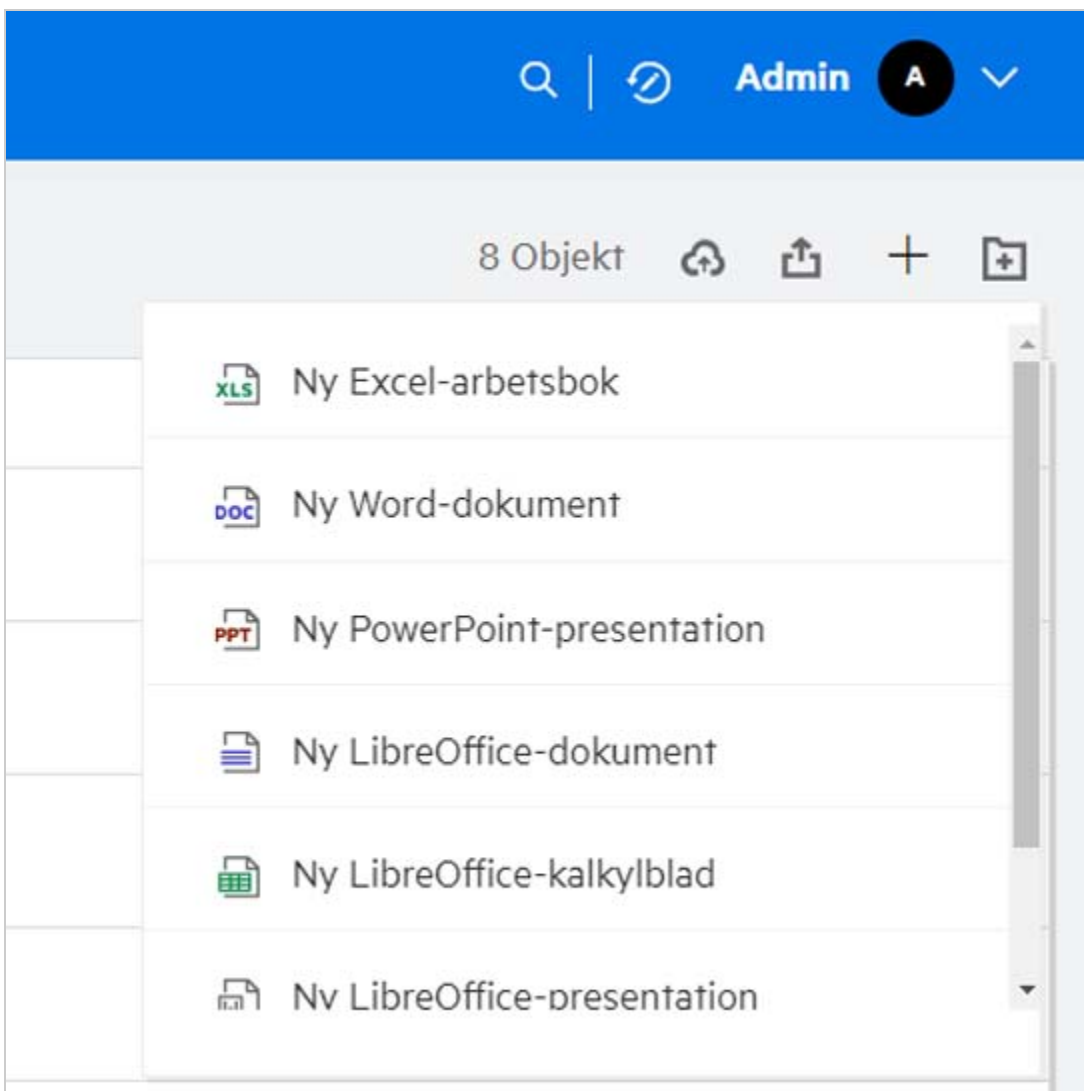 Admin A
8 Objekt
XLS Ny Excel-arbetsbok
DOC Ny Word-dokument
PPT Ny PowerPoint-presentation
Ny LibreOffice-dokument
Ny LibreOffice-kalkylblad
Ny LibreOffice-presentation